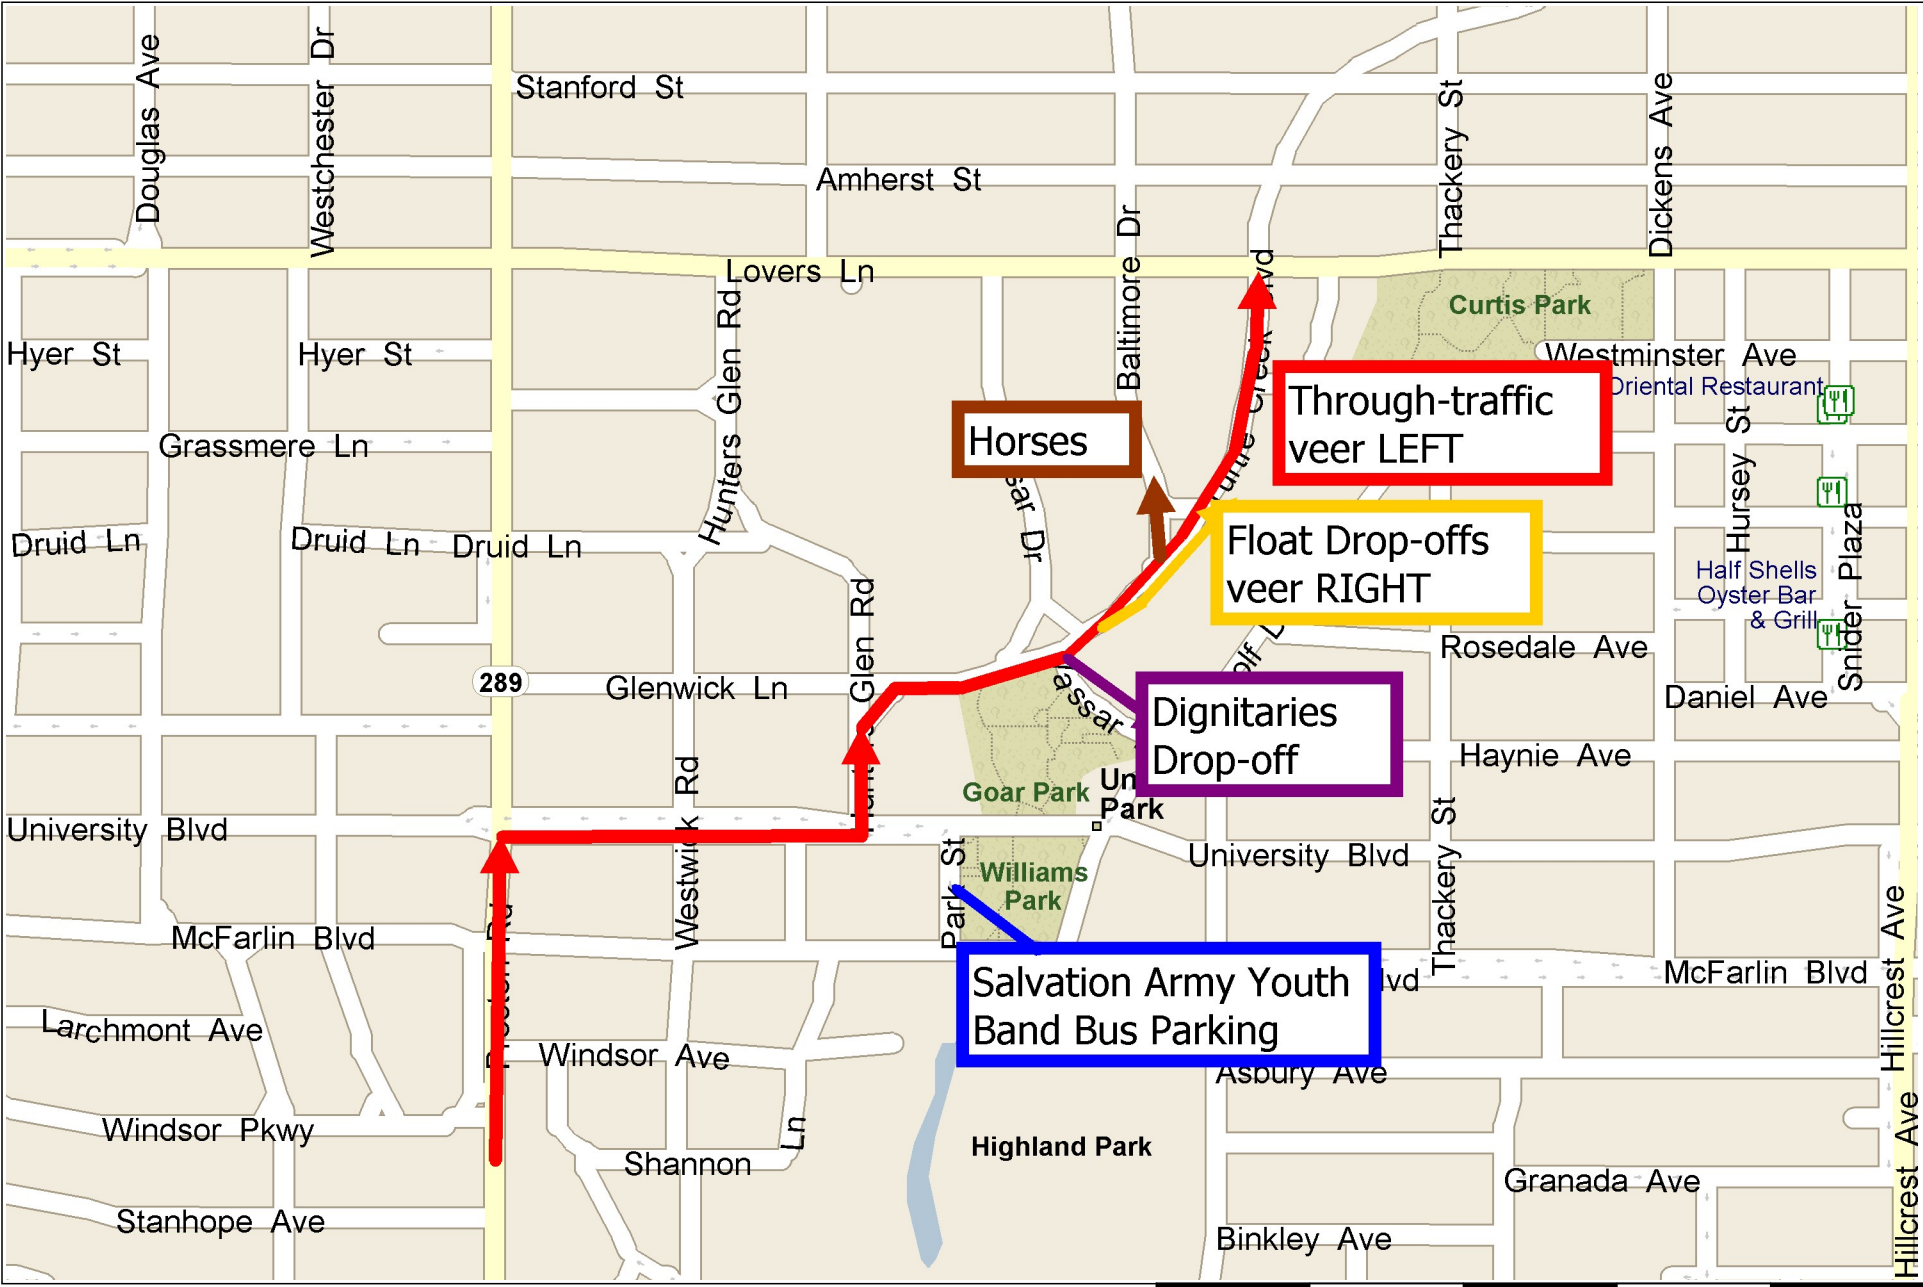 Douglas Ave
Westchester Dr
Stanford St
Thackery St
Dickens Ave
Amherst St
Baltimore Dr
Lovers Ln
Curtis Park
Hyer St
Hyer St
Hunters Glen Rd
Westminster Ave
Oriental Restaurant
Through-traffic
veer LEFT
Horses
Grassmere Ln
Hursey St
Druid Ln
Druid Ln
Druid Ln
Dr
Float Drop-offs
veer RIGHT
Half Shells
Oyster Bar
& Grill
Snider Plaza
Rosedale Ave
289
Glenwick Ln
Glen Rd
Daniel Ave
Dignitaries
Drop-off
Haynie Ave
Goar Park
Park
University Blvd
University Blvd
Westwick Rd
Park St
Williams
Park
Thackery St
McFarlin Blvd
Rd
Salvation Army Youth
Band Bus Parking
McFarlin Blvd
Hillcrest Ave
Larchmont Ave
Windsor Ave
Asbury Ave
Windsor Pkwy
Shannon Ln
Highland Park
Granada Ave
Stanhope Ave
Binkley Ave
Hillcrest Ave